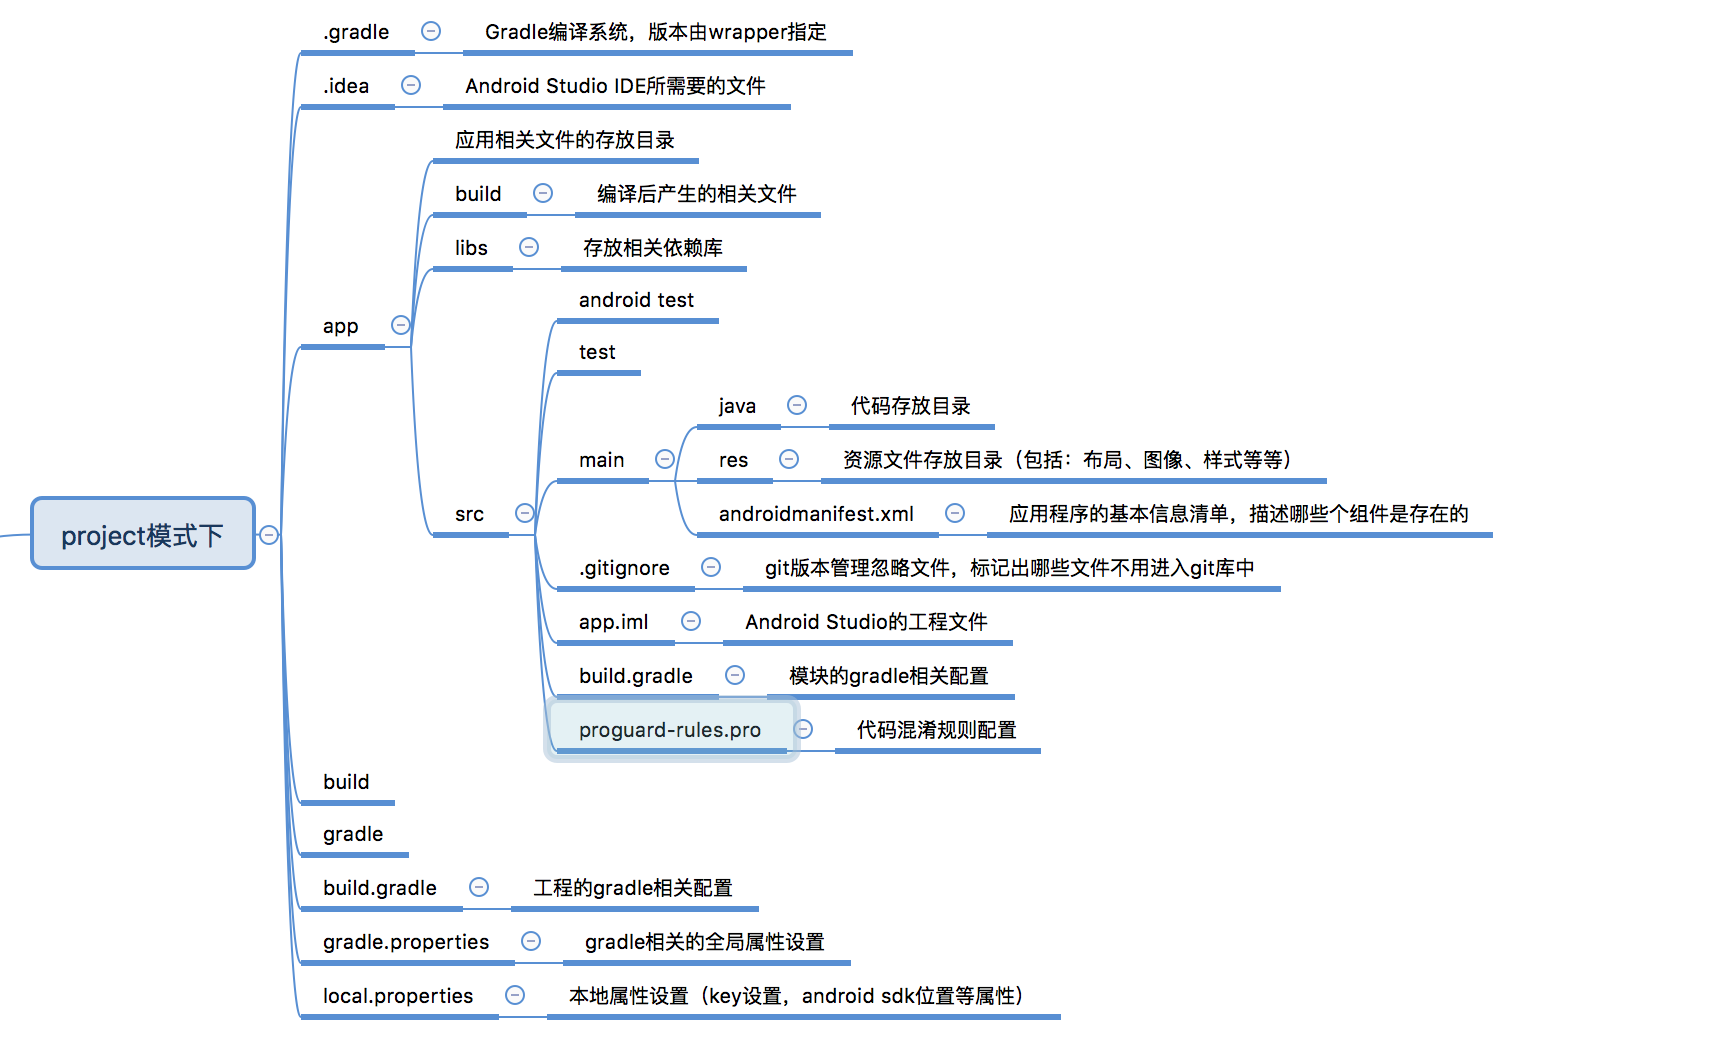 .gradle
Gradle编译系统，版本由wrapper指定
.idea
Android Studio IDE所需要的文件
应用相关文件的存放目录
build
编译后产生的相关文件
libs
存放相关依赖库
android test
app
test
java
代码存放目录
main
res
资源文件存放目录（包括：布局、图像、样式等等）
src
androidmanifest.xml
应用程序的基本信息清单，描述哪些个组件是存在的
project模式下
.gitignore
git版本管理忽略文件，标记出哪些文件不用进入git库中
app.iml
Android Studio的工程文件
build.gradle
模块的gradle相关配置
proguard-rules.pro
代码混淆规则配置
build
gradle
build.gradle
工程的gradle相关配置
gradle.properties
gradle相关的全局属性设置
local.properties
本地属性设置（key设置，android sdk位置等属性）